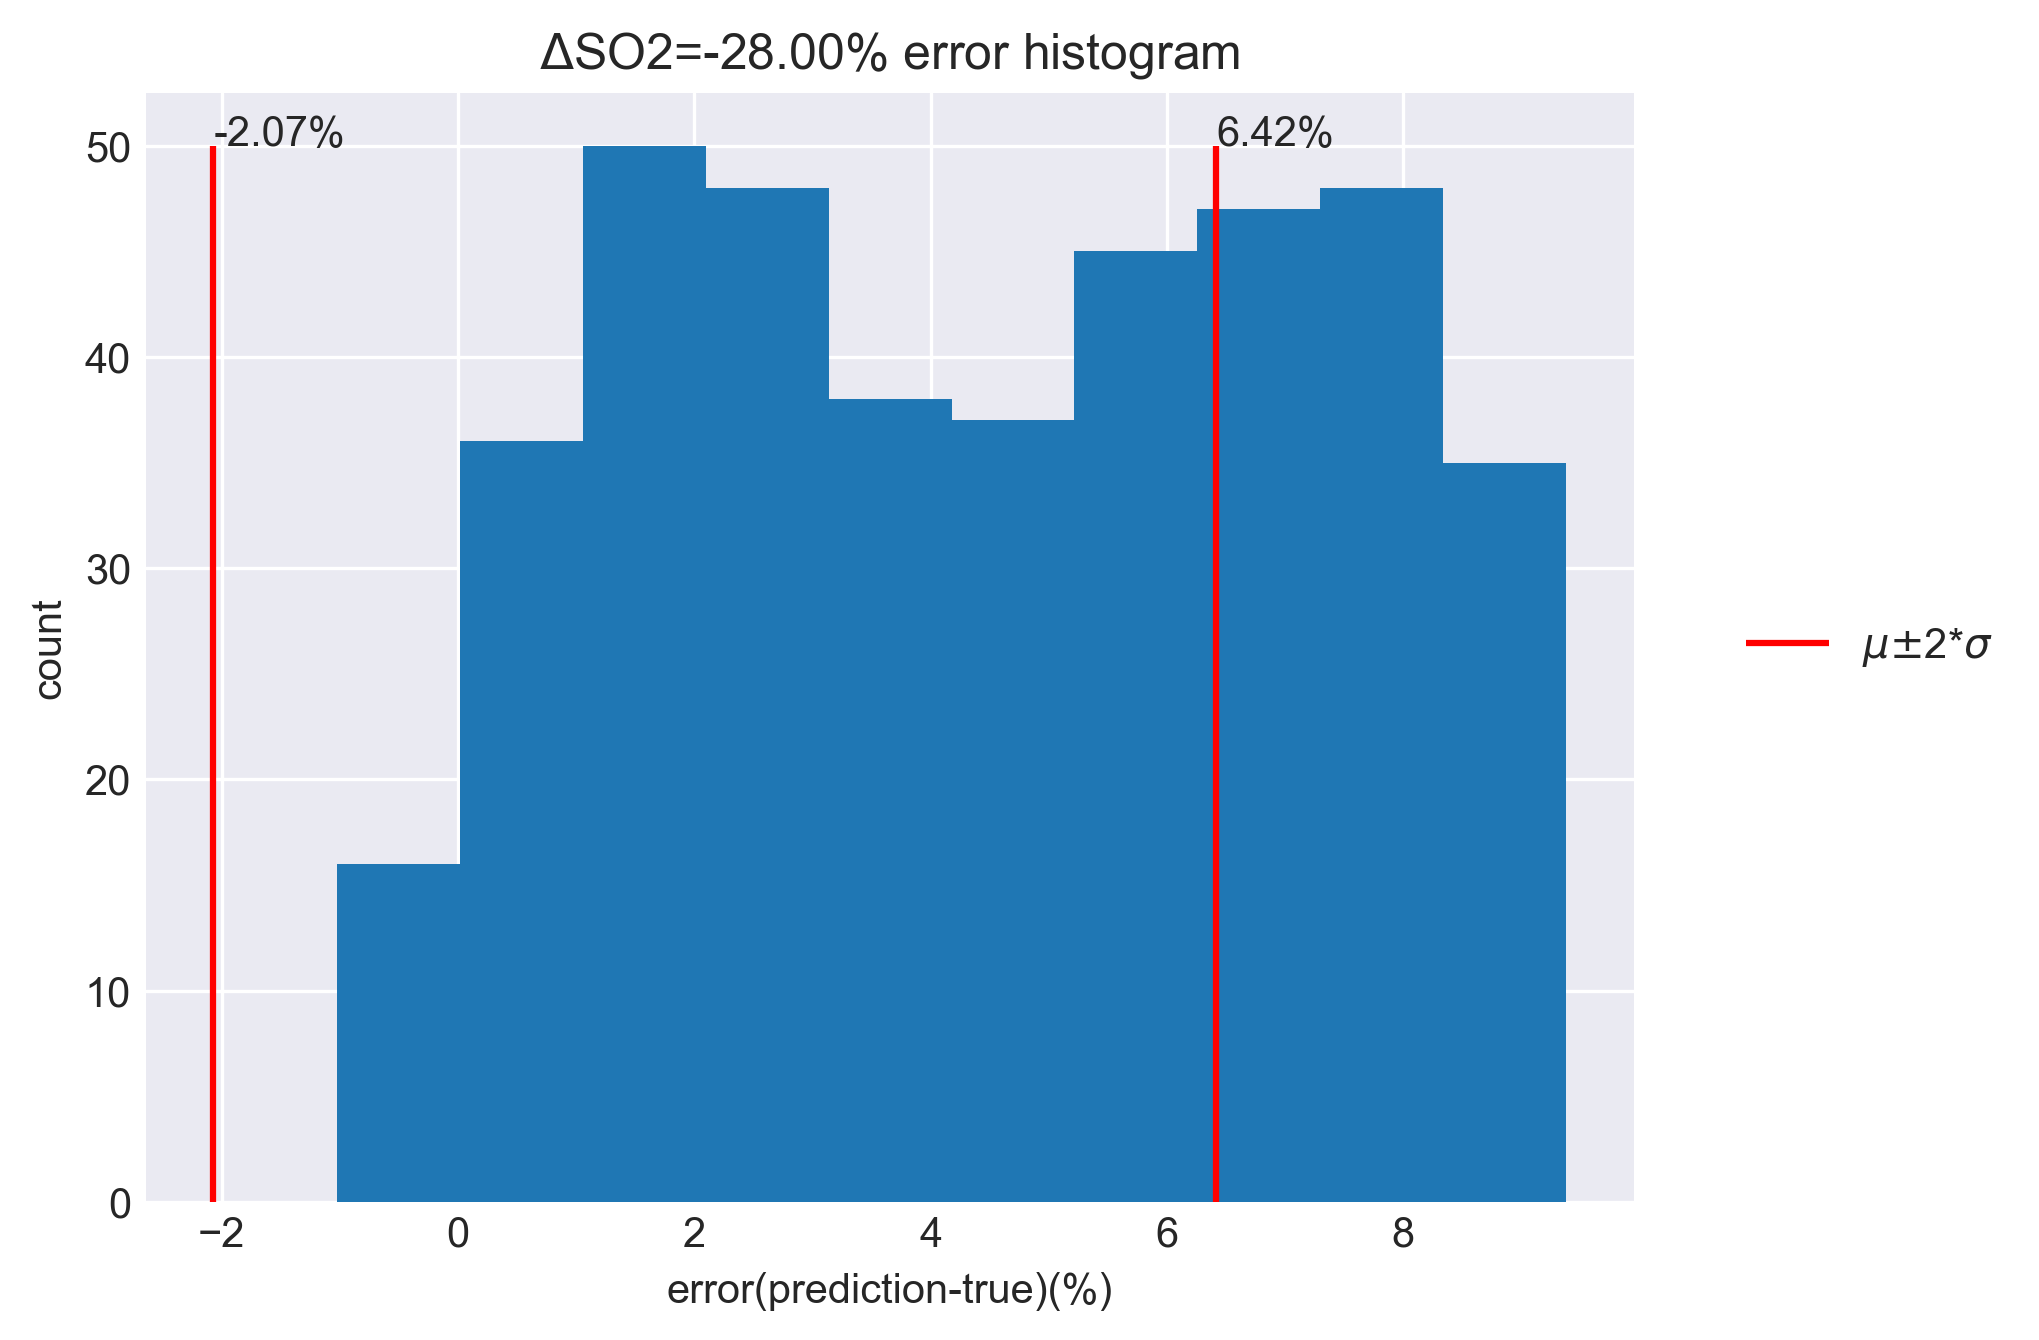 ΔSO2=-28.00% error histogram
-2.07%
6.42%
50
40
30
20
10
0
count
−2 0 2 4 6 8
error(prediction-true)(%)
μ±2*σ